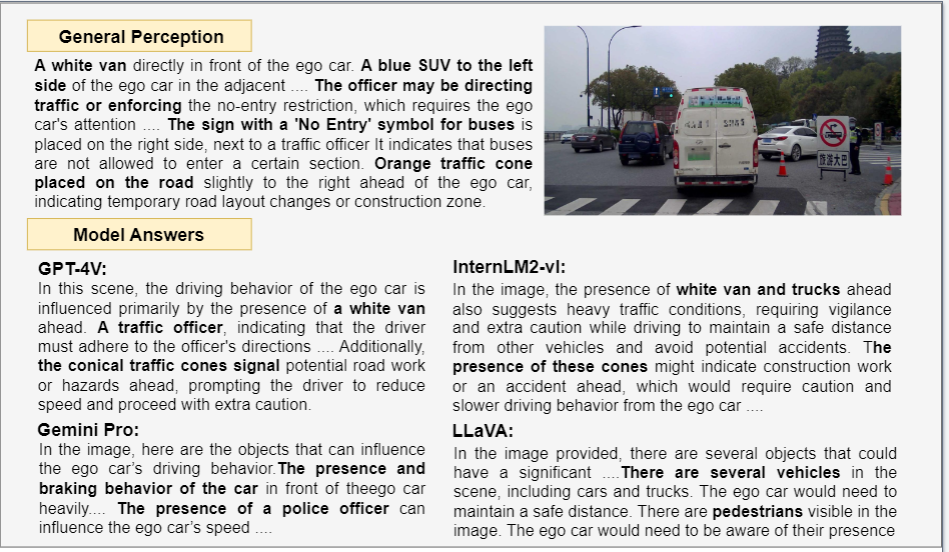 General Perception
A white van directly in front of the ego car. A blue SUV to the left
side of the ego car in the adjacent .... The officer may be directing
traffic or enforcing the no-entry restriction, which requires the ego
car's attention .... The sign with a 'No Entry' symbol for buses is
placed on the right side, next to a traffic officer It indicates that buses
are not allowed to enter a certain section. Orange traffic cone
placed on the road slightly to the right ahead of the ego car,
indicating temporary road layout changes or construction zone.
旅游大巴
Model Answers
GPT-4V:
In this scene, the driving behavior of the ego car is
influenced primarily by the presence of a white van
ahead. A traffic officer, indicating that the driver
must adhere to the officer's directions .... Additionally,
the conical traffic cones signal potential road work
or hazards ahead, prompting the driver to reduce
speed and proceed with extra caution.
Gemini Pro:
In the image, here are the objects that can influence
the ego car's driving behavior.The presence and
braking behavior of the car in front of theego car
heavily.... The presence of a police officer can
influence the ego car's speed ....
InternLM2-vl:
In the image, the presence of white van and trucks ahead
also suggests heavy traffic conditions, requiring vigilance
and extra caution while driving to maintain a safe distance
from other vehicles and avoid potential accidents. The
presence of these cones might indicate construction work
or an accident ahead, which would require caution and
slower driving behavior from the ego car ....
LLaVA:
In the image provided, there are several objects that could
have a significant ....There are several vehicles in the
scene, including cars and trucks. The ego car would need to
maintain a safe distance. There are pedestrians visible in the
image. The ego car would need to be aware of their presence